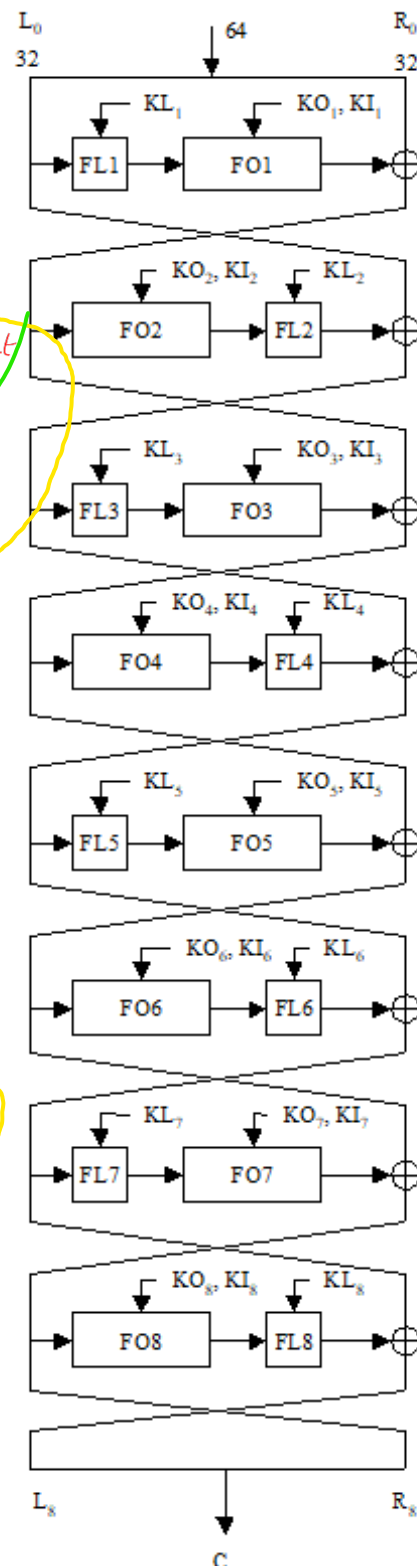 L₀ 64 R₀
32 32
KL₁ KO₁, KI₁
FL1 FO1
KO₂, KI₂ KL₂
FO2 FL2
KL₃ KO₃, KI₃
FL3 FO3
KO₄, KI₄ KL₄
FO4 FL4
KL₅ KO₅, KI₅
FL5 FO5
KO₆, KI₆ KL₆
FO6 FL6
KL₇ KO₇, KI₇
FL7 FO7
KO₈, KI₈ KL₈
FO8 FL8
L₈ R₈
C